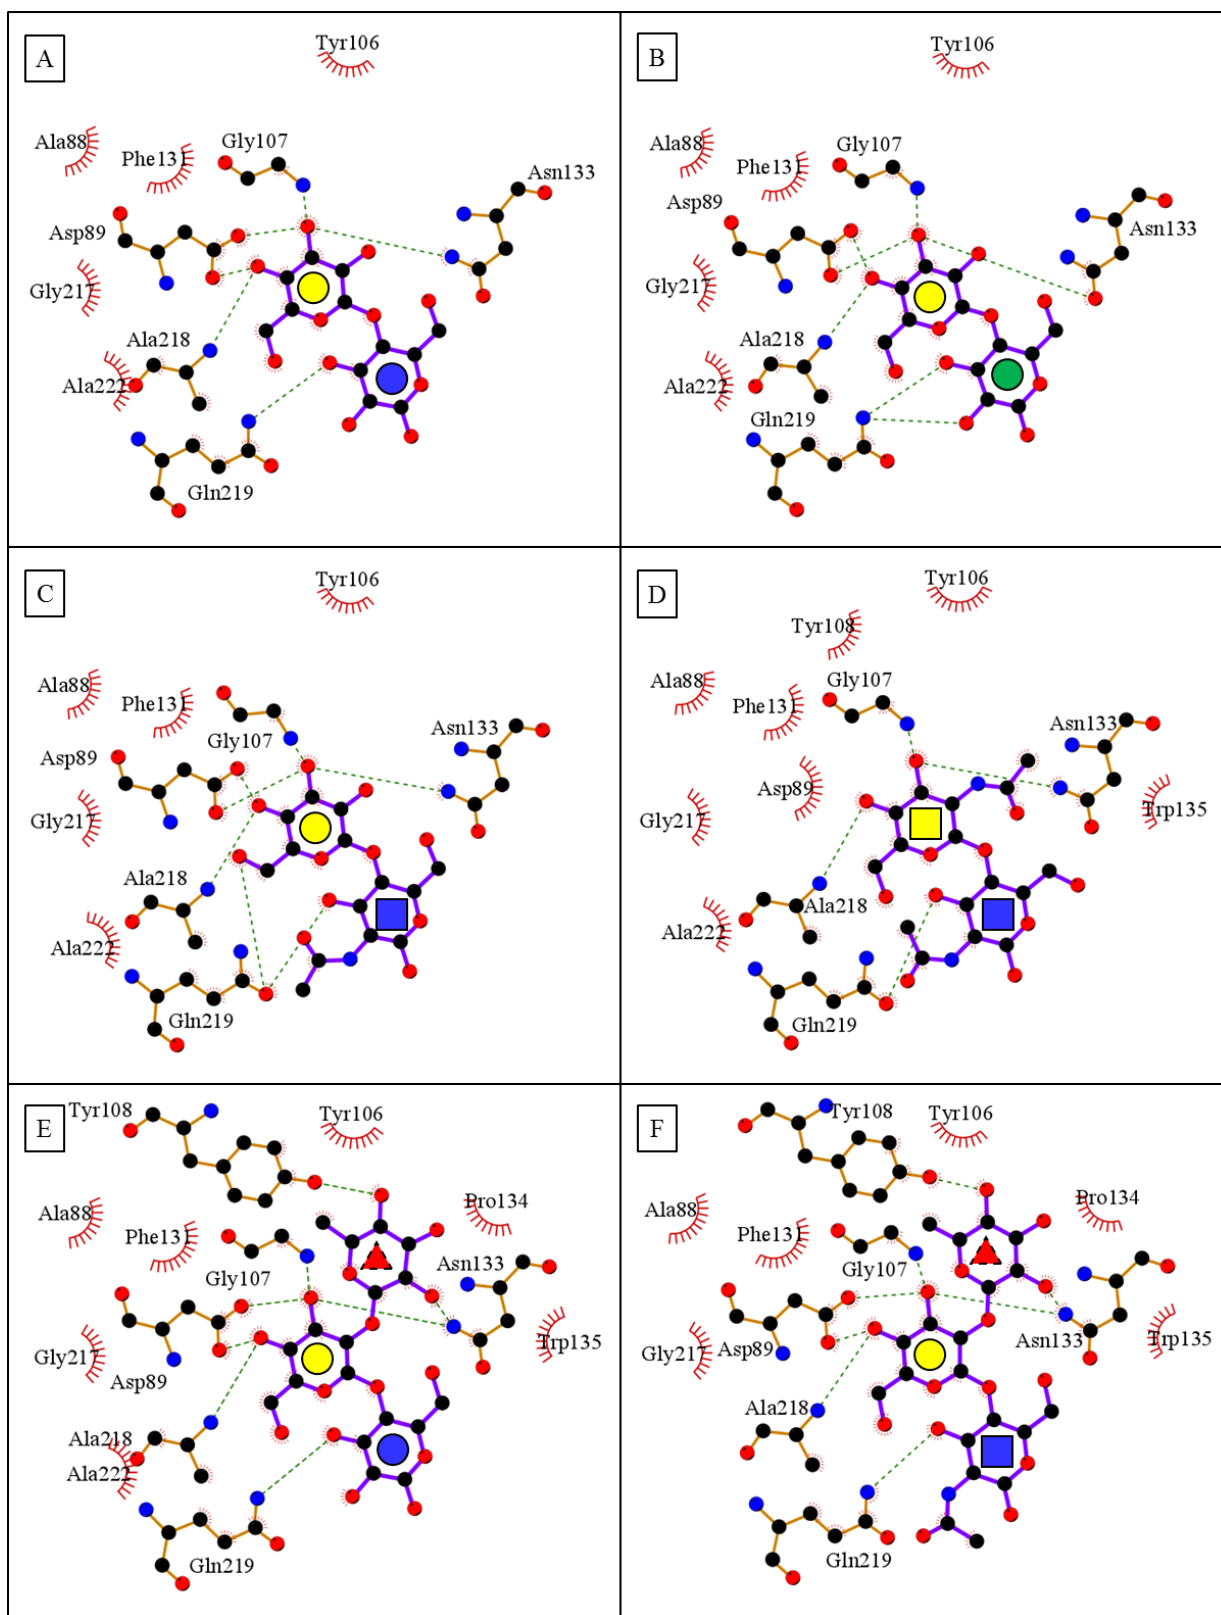 A
Tyr106
Ala88
Phe131
Gly107
Asn133
Asp89
Gly217
Ala218
Ala222
Gln219
B
Tyr106
Ala88
Phe131
Gly107
Asp89
Asn133
Gly217
Ala218
Ala222
Gln219
C
Tyr106
Ala88
Phe131
Gly107
Asn133
Asp89
Gly217
Ala218
Ala222
Gln219
D
Tyr106
Tyr108
Gly107
Ala88
Phe131
Asn133
Asp89
Trp135
Gly217
Ala218
Ala222
Gln219
E
Tyr108
Tyr106
Ala88
Pro134
Phe131
Gly107
Asn133
Trp135
Gly217
Asp89
Ala218
Ala222
Gln219
F
Tyr108
Tyr106
Ala88
Pro134
Phe131
Gly107
Asn133
Trp135
Gly217
Asp89
Ala218
Gln219